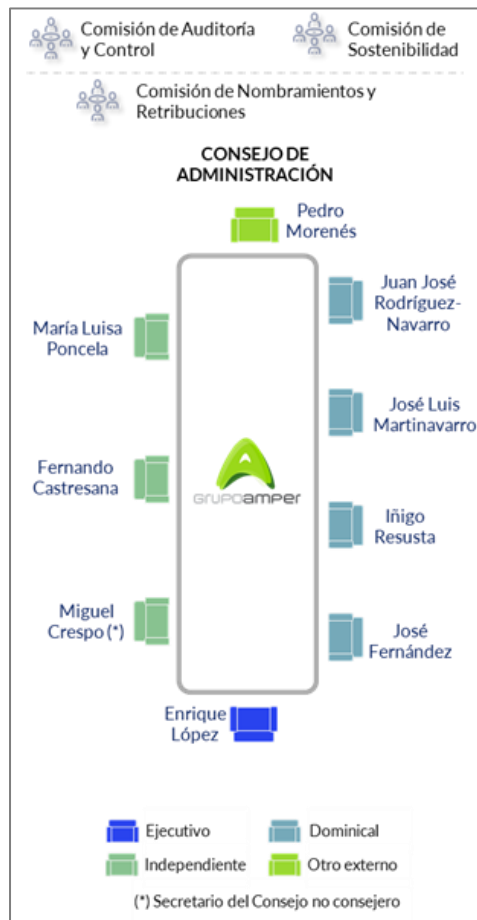 Comisión de Auditoría
y Control
Comisión de
Sostenibilidad
Comisión de Nombramientos y
Retribuciones
CONSEJO DE
ADMINISTRACIÓN
Pedro
Morenés
Juan José
Rodríguez-
Navarro
María Luisa
Poncela
José Luis
Martinavarro
Fernando
Castresana
GRUPOAMPER
Iñigo
Resusta
Miguel
Crespo (*)
José
Fernández
Enrique
López
Ejecutivo
Dominical
Independiente
Otro externo
(*) Secretario del Consejo no consejero